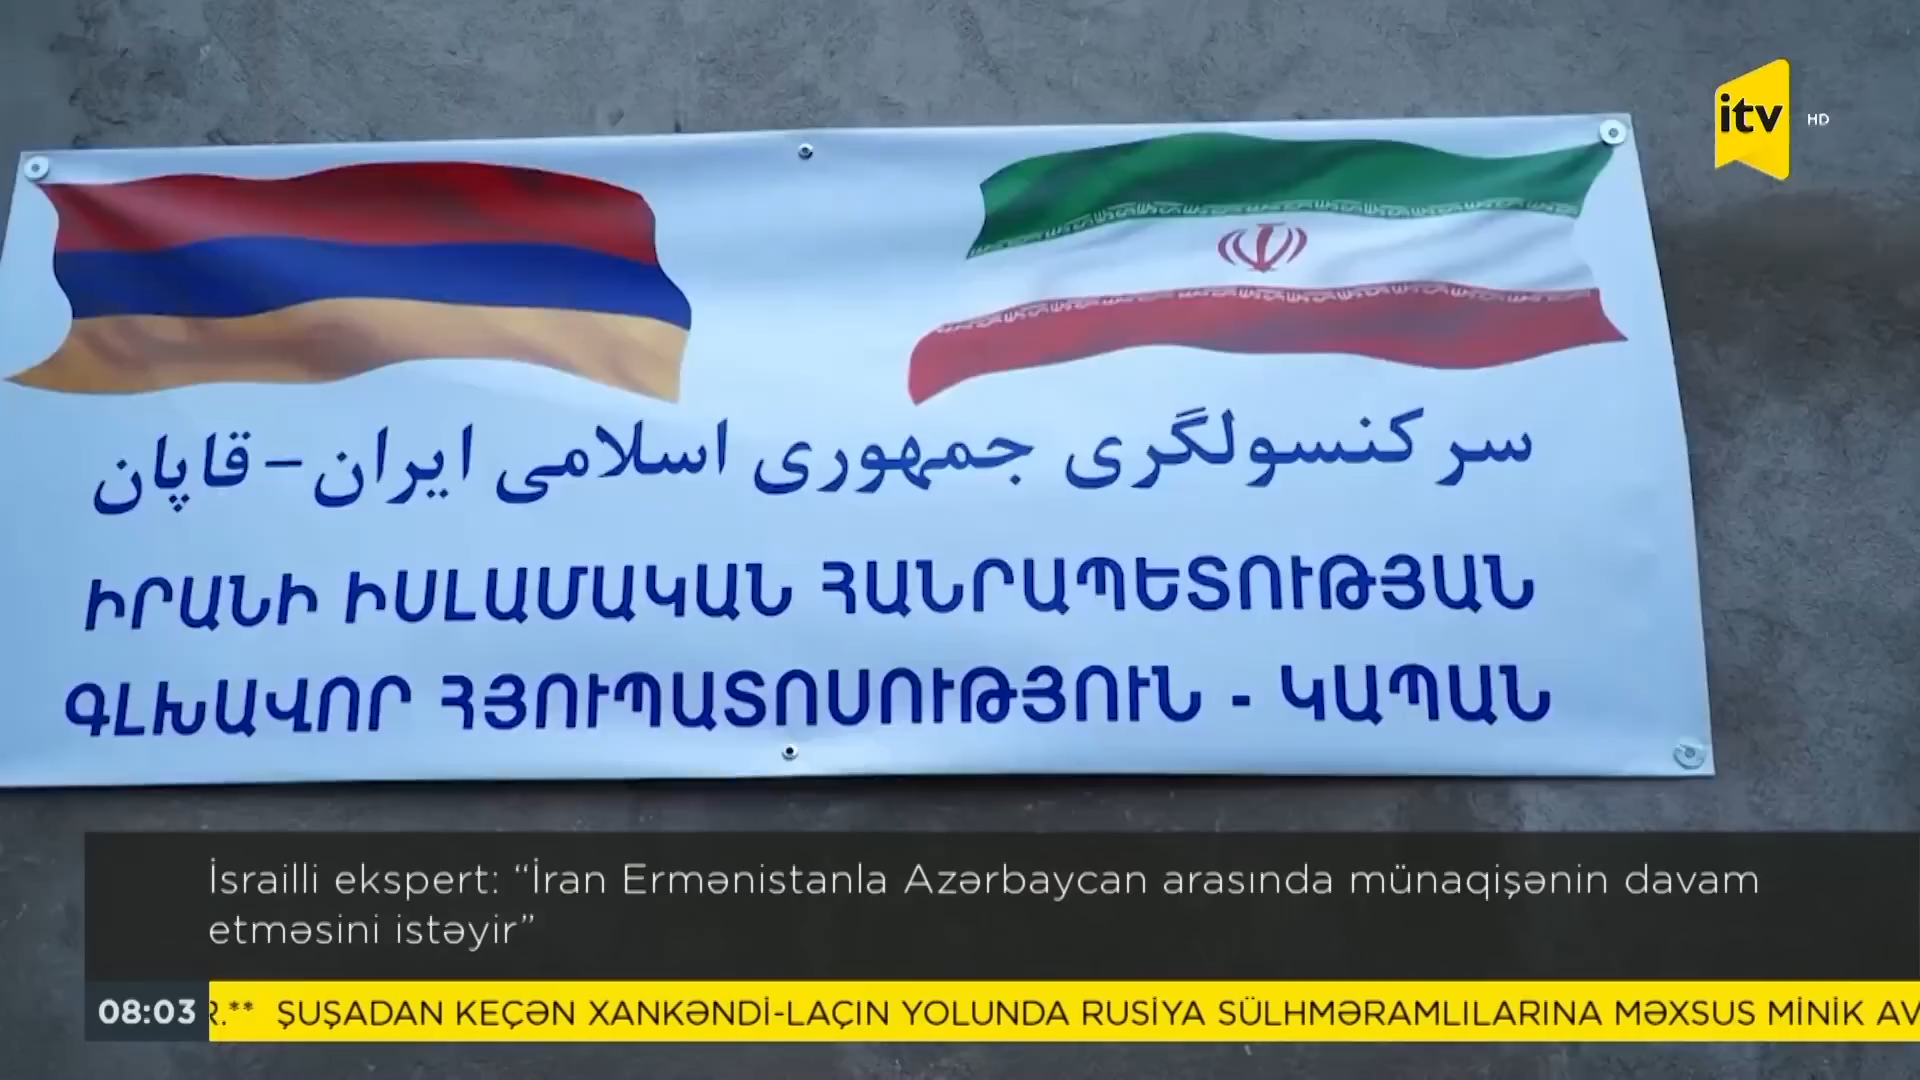 itv HD
سرکنسولگری جمهوری اسلامی ایران-قاپان
ԻՐԱՆԻ ԻՍԼԱՄԱԿԱՆ ՀԱՆՐԱՊԵՏՈՒԹՅԱՆ
ԳԼԽԱՎՈՐ ՀՅՈՒՊԱՏՈՍՈՒԹՅՈՒՆ - ԿԱՊԱՆ
İsrailli ekspert: “İran Ermənistanla Azərbaycan arasında münaqişənin davam
etməsini istəyir”
08:03 R.** ŞUŞADAN KEÇƏN XANKƏNDİ-LAÇIN YOLUNDA RUSİYA SÜLHMƏRAMLILARINA MƏXSUS MİNİK AV